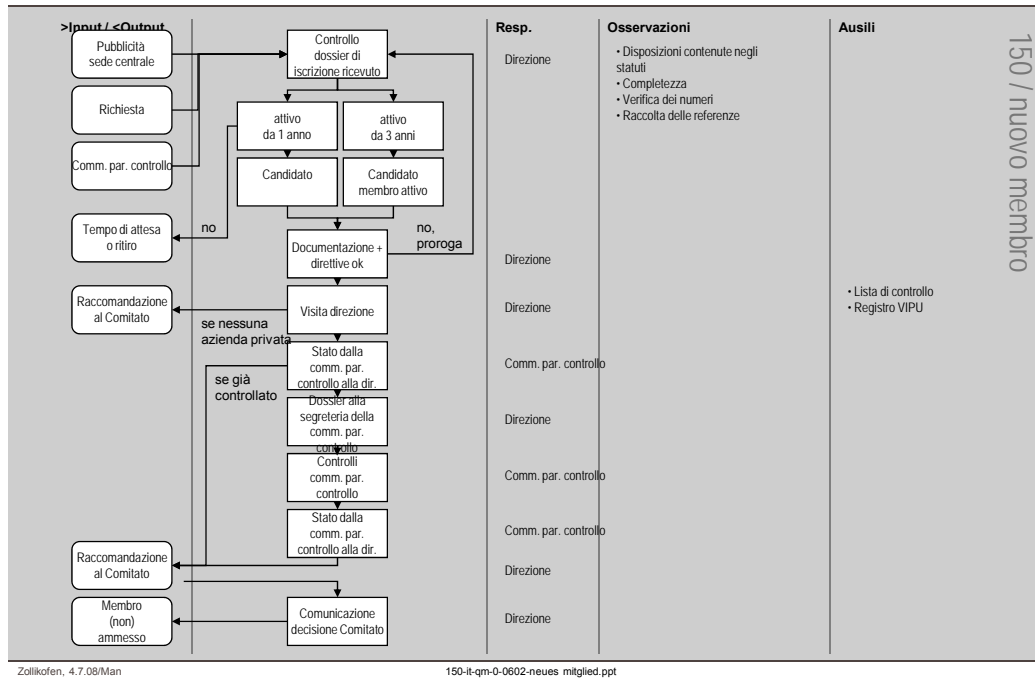 >Input / <Output
Resp.
Osservazioni
Ausili
150 / nuovo membro
Pubblicità
sede centrale
Controllo
dossier di
iscrizione ricevuto
Direzione
• Disposizioni contenute negli
statuti
• Completezza
• Verifica dei numeri
• Raccolta delle referenze
Richiesta
attivo
da 1 anno
attivo
da 3 anni
Comm. par. controllo
Candidato
Candidato
membro attivo
Tempo di attesa
o ritiro
no
no,
proroga
Documentazione +
direttive ok
Direzione
Raccomandazione
al Comitato
Visita direzione
Direzione
• Lista di controllo
• Registro VIPU
se nessuna
azienda privata
Stato dalla
comm. par.
controllo alla dir.
Comm. par. controllo
se già
controllato
Dossier alla
segreteria della
comm. par.
controllo
Direzione
Controlli
comm. par.
controllo
Comm. par. controllo
Stato dalla
comm. par.
controllo alla dir.
Comm. par. controllo
Raccomandazione
al Comitato
Direzione
Membro
(non)
ammesso
Comunicazione
decisione Comitato
Direzione
Zollikofen, 4.7.08/Man
150-it-qm-0-0602-neues mitglied.ppt